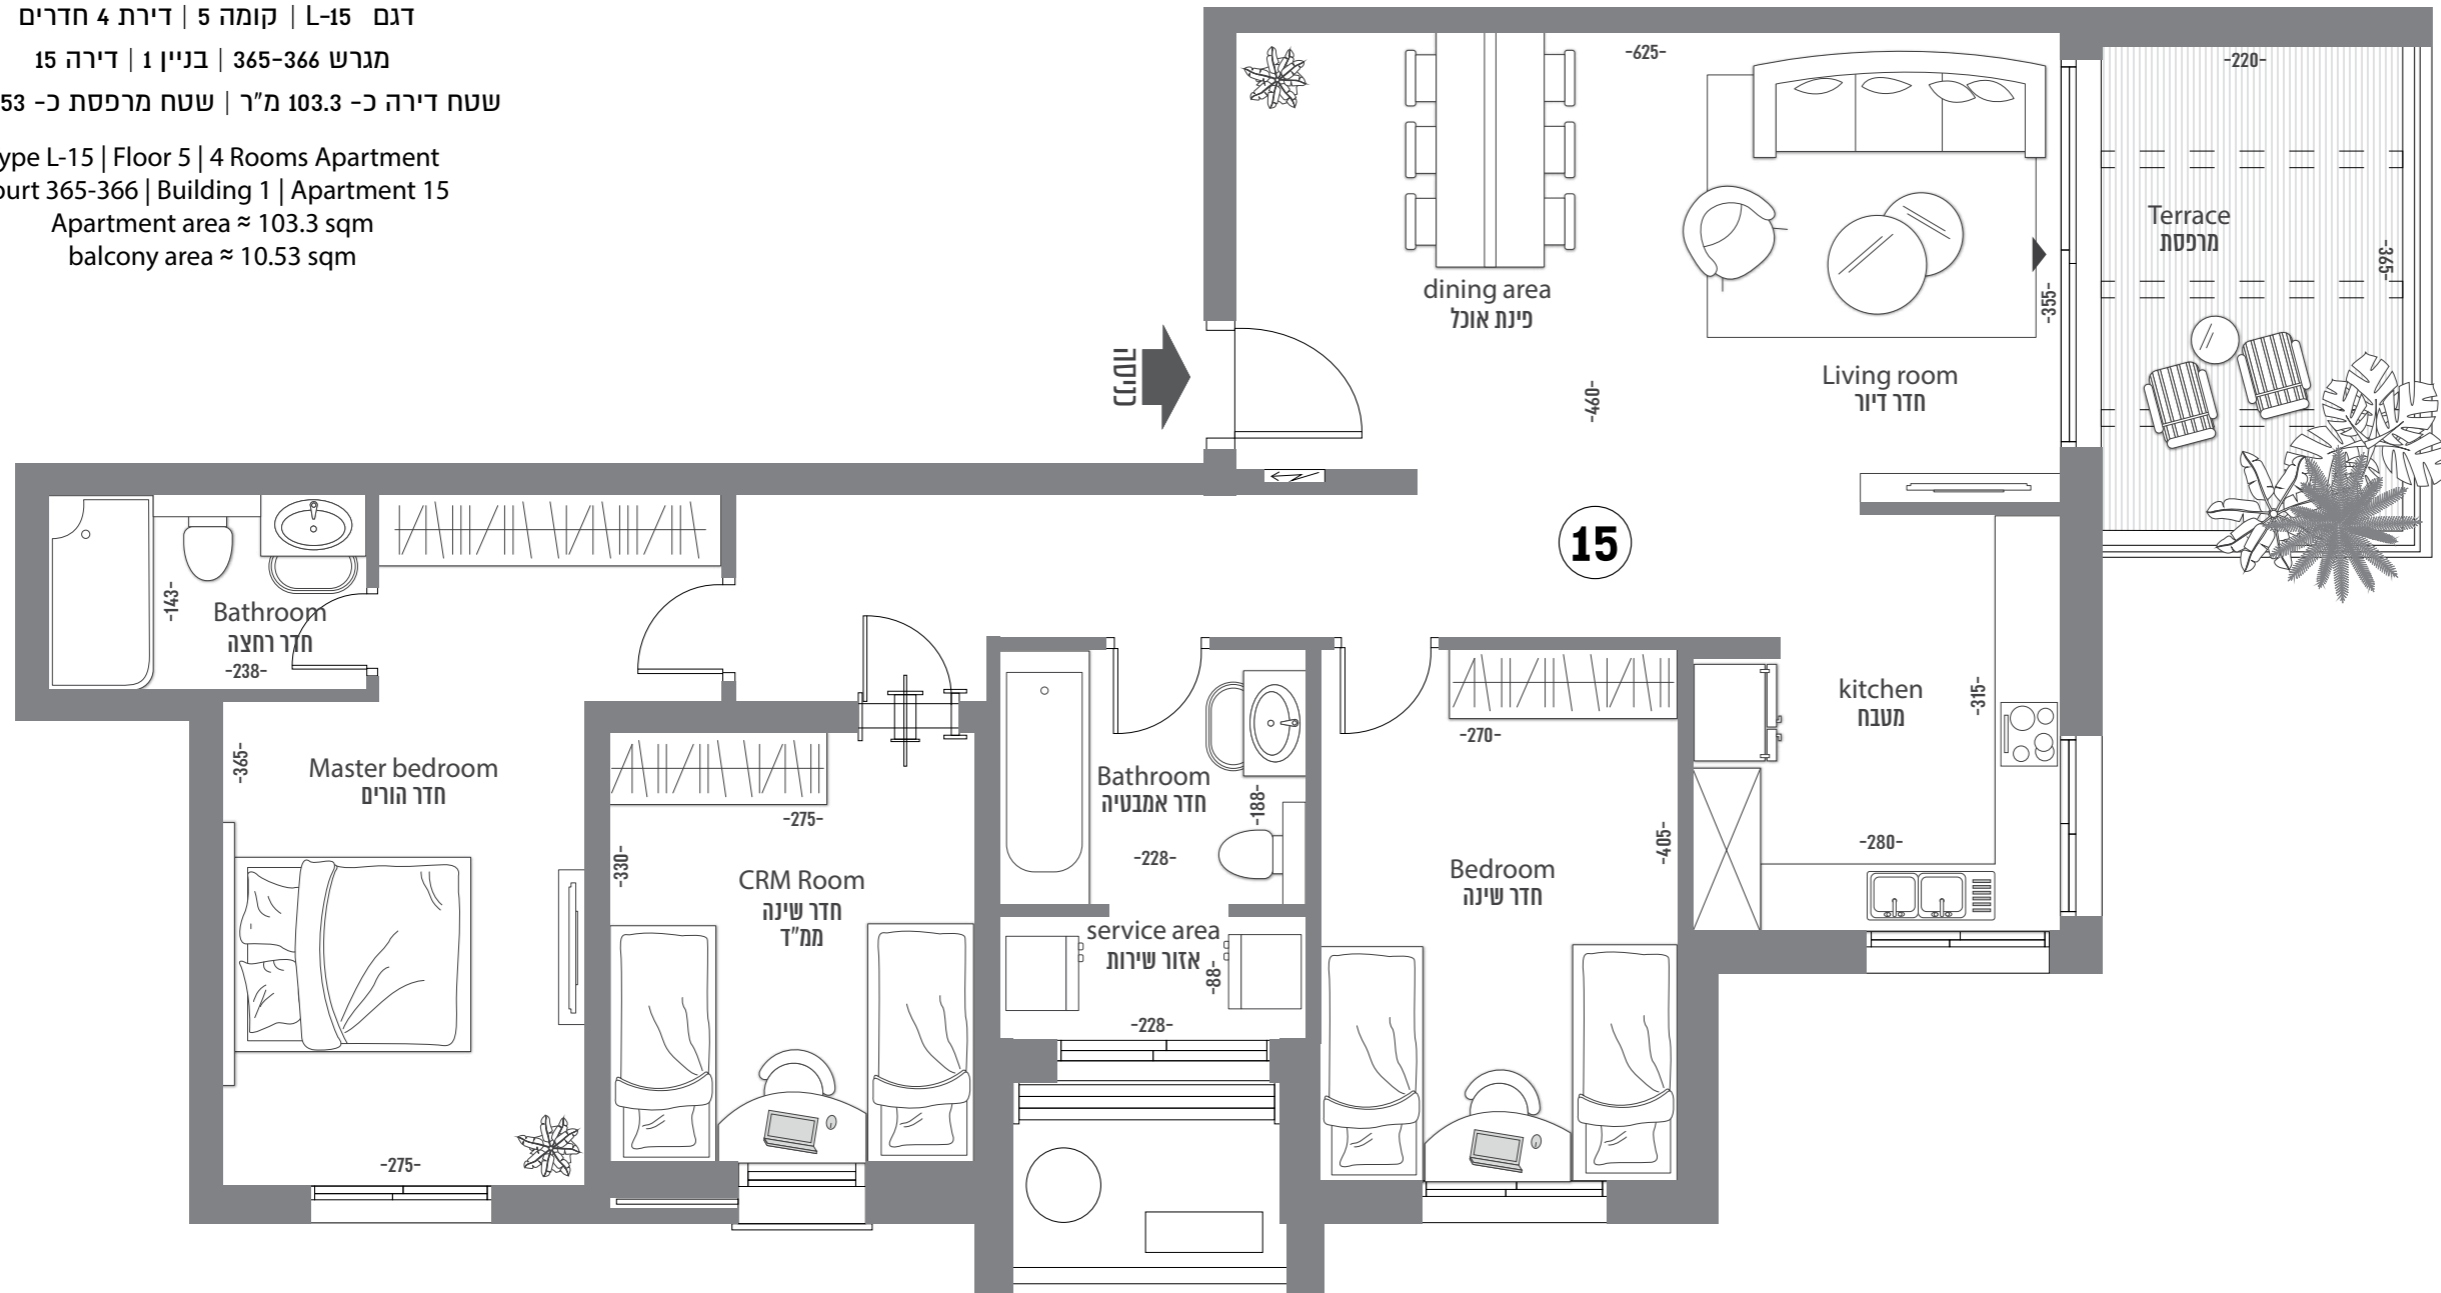 דגם L-15 | קומה 5 | דירת 4 חדרים
מגרש 365-366 | בניין 1 | דירה 15
שטח דירה כ- 103.3 מ"ר | שטח מרפסת כ- 53
ype L-15 | Floor 5 | 4 Rooms Apartment
ourt 365-366 | Building 1 | Apartment 15
Apartment area ≈ 103.3 sqm
balcony area ≈ 10.53 sqm
-625-
-220-
Terrace
מרפסת
-365-
dining area
פינת אוכל
-355-
כניסה
-460-
Living room
חדר דיור
15
-143-
Bathroom
חדר רחצה
-238-
Master bedroom
חדר הורים
-365-
-275-
-275-
-330-
CRM Room
חדר שינה
ממ"ד
Bathroom
חדר אמבטיה
-188-
-228-
service area
אזור שירות
-88-
-228-
-270-
-405-
Bedroom
חדר שינה
kitchen
מטבח
-315-
-280-